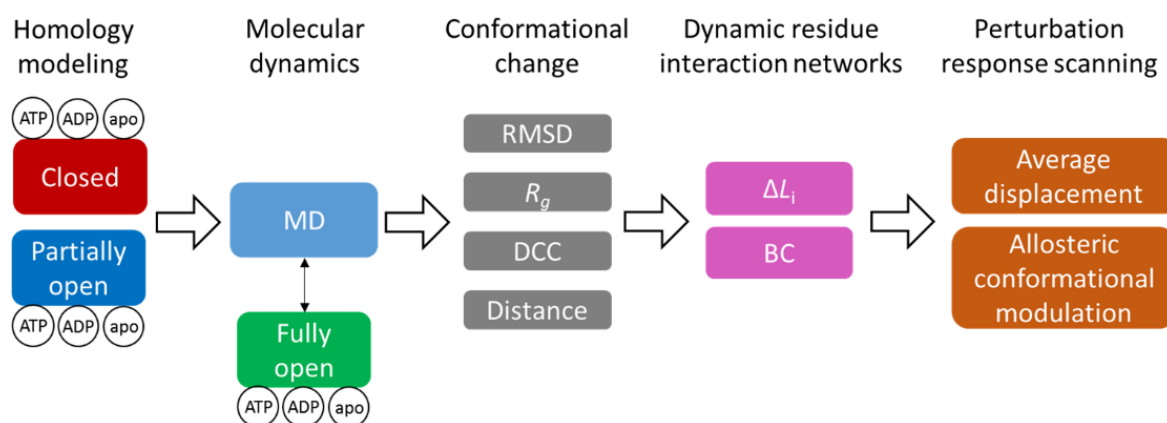 Homology
modeling
Molecular
dynamics
Conformational
change
Dynamic residue
interaction networks
Perturbation
response scanning
ATP ADP apo
Closed
Partially
open
ATP ADP apo
MD
Fully
open
ATP ADP apo
RMSD
Rg
DCC
Distance
ΔLi
BC
Average
displacement
Allosteric
conformational
modulation